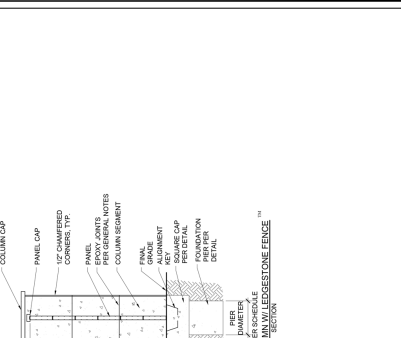 COLUMN CAP
PANEL CAP
1/2" CHAMFERED
CORNERS, TYP.
PANEL
EPOXY JOINTS
PER GENERAL NOTES
COLUMN SEGMENT
FINAL
GRADE
ALIGNMENT
KEY
SQUARE CAP
PER DETAIL
FOUNDATION
PIER PER
DETAIL
PIER
DIAMETER
ER SCHEDULE
MN W/ LEDGESTONE FENCE ™
SECTION